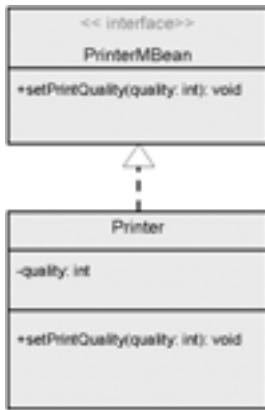 << interface>>
PrinterMBean
+setPrintQuality(quality: int): void
Printer
-quality: int
+setPrintQuality(quality: int): void